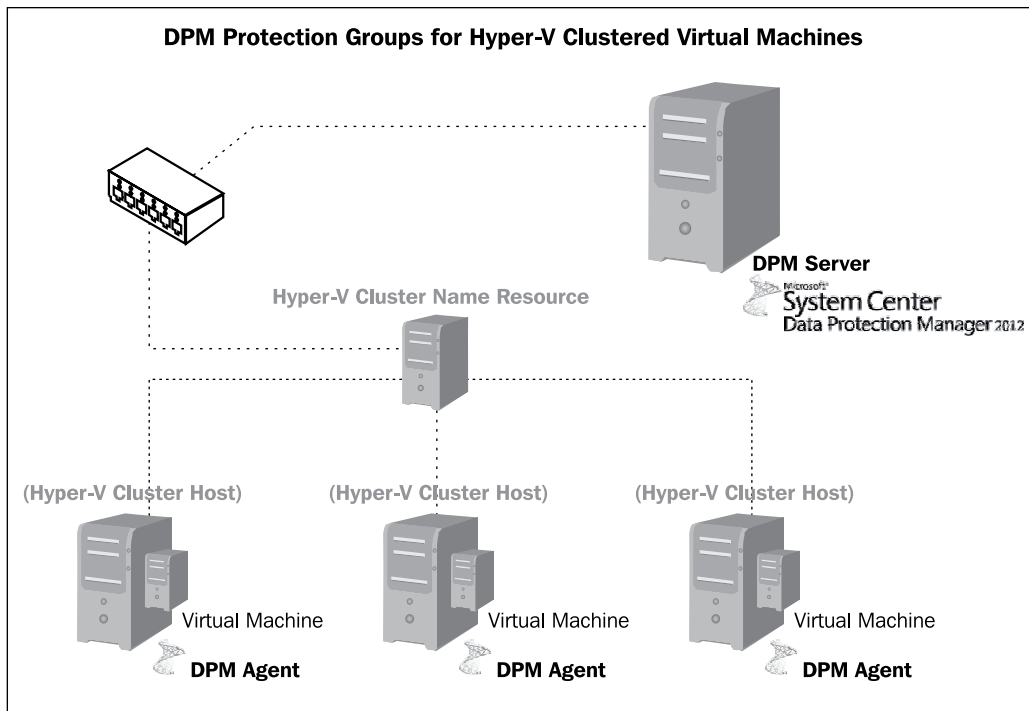 DPM Protection Groups for Hyper-V Clustered Virtual Machines
DPM Server
Microsoft®
System Center
Data Protection Manager 2012
Hyper-V Cluster Name Resource
(Hyper-V Cluster Host)
(Hyper-V Cluster Host)
(Hyper-V Cluster Host)
Virtual Machine
Virtual Machine
Virtual Machine
DPM Agent
DPM Agent
DPM Agent